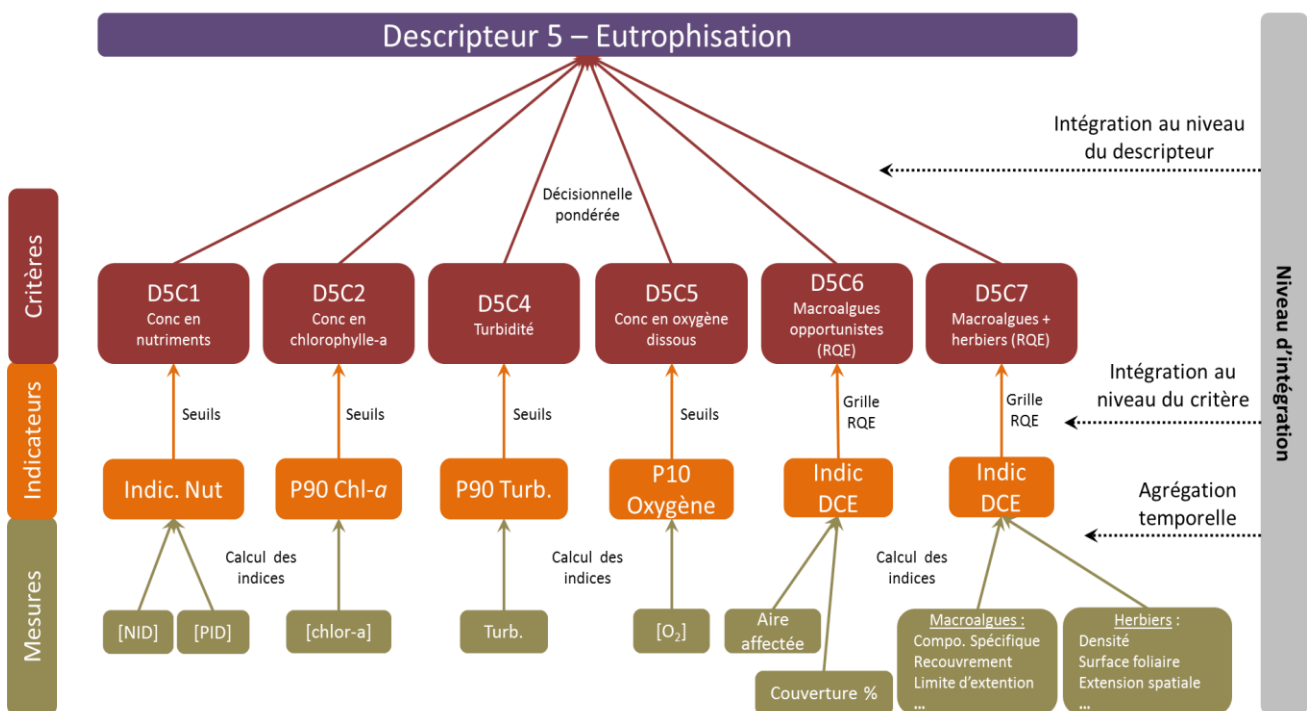 Descripteur 5 – Eutrophisation
Intégration au niveau
du descripteur
Décisionnelle
pondérée
Critères
D5C1
Conc en
nutriments
D5C2
Conc en
chlorophylle-a
D5C4
Turbidité
D5C5
Conc en oxygène
dissous
D5C6
Macroalgues
opportunistes
(RQE)
D5C7
Macroalgues +
herbiers (RQE)
Niveau d'intégration
Intégration au
niveau du critère
Seuils
Seuils
Seuils
Seuils
Grille
RQE
Grille
RQE
Indicateurs
Indic. Nut
P90 Chl-a
P90 Turb.
P10
Oxygène
Indic
DCE
Indic
DCE
Agrégation
temporelle
Calcul des
indices
Calcul des
indices
Calcul des
indices
Mesures
[NID]
[PID]
[chlor-a]
Turb.
[O₂]
Aire
affectée
Couverture %
Macroalgues :
Compo. Spécifique
Recouvrement
Limite d'extention
...
Herbiers :
Densité
Surface foliaire
Extension spatiale
...